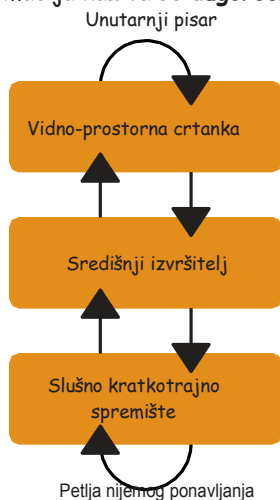 Unutarnji pisar
Vidno-prostorna crtanka
Središnji izvršitelj
Slušno kratkotrajno
spremište
Petlja nijemog ponavljanja